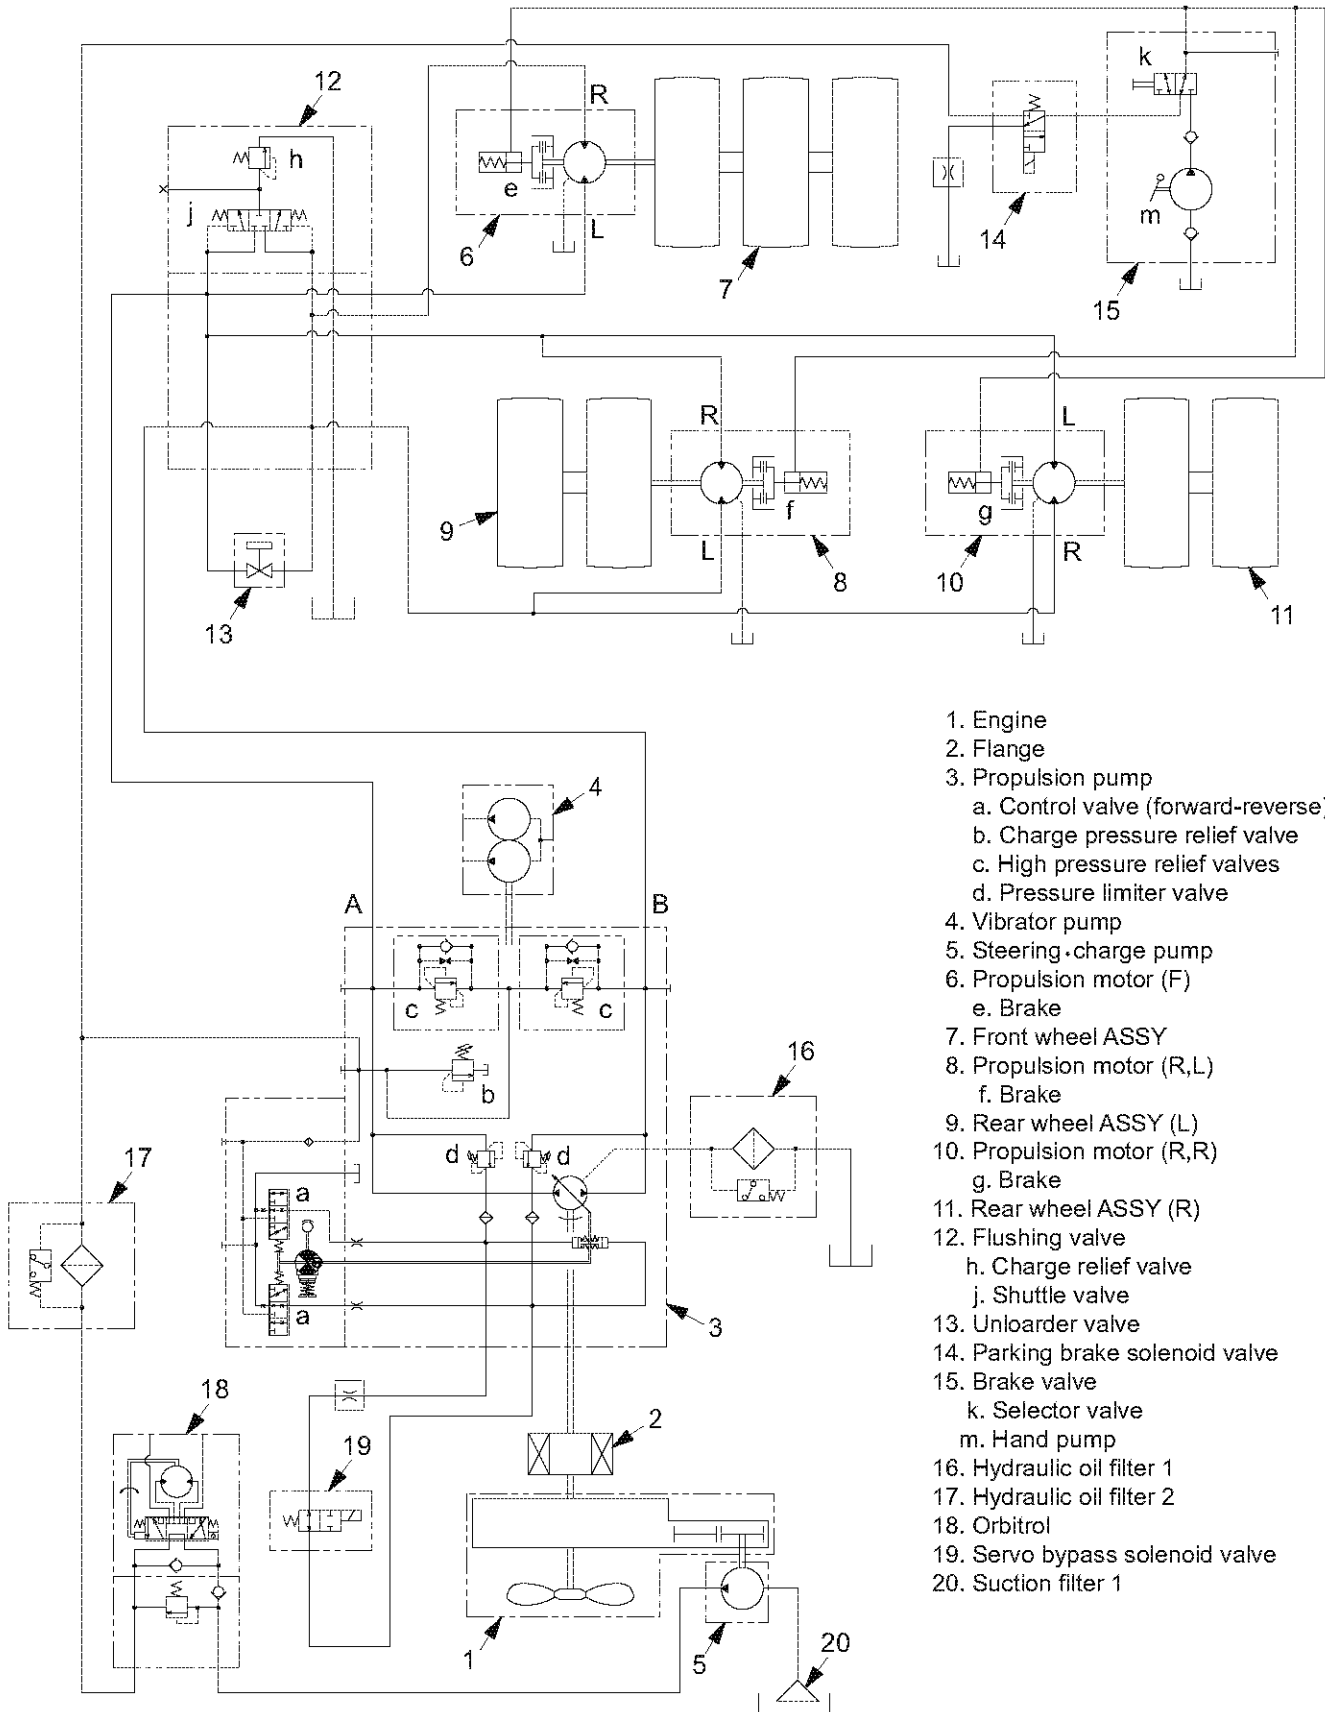 12
k
R
h
e
j
m
L
14
6
7
15
R
L
9
f
g
L
8
10
R
11
13
1. Engine
2. Flange
3. Propulsion pump
a. Control valve (forward-reverse)
b. Charge pressure relief valve
c. High pressure relief valves
d. Pressure limiter valve
4. Vibrator pump
5. Steering·charge pump
6. Propulsion motor (F)
e. Brake
7. Front wheel ASSY
8. Propulsion motor (R,L)
f. Brake
9. Rear wheel ASSY (L)
10. Propulsion motor (R,R)
g. Brake
11. Rear wheel ASSY (R)
12. Flushing valve
h. Charge relief valve
j. Shuttle valve
13. Unloarder valve
14. Parking brake solenoid valve
15. Brake valve
k. Selector valve
m. Hand pump
16. Hydraulic oil filter 1
17. Hydraulic oil filter 2
18. Orbitrol
19. Servo bypass solenoid valve
20. Suction filter 1
4
A
B
c
c
16
b
17
d
d
a
a
3
18
2
19
1
5
20